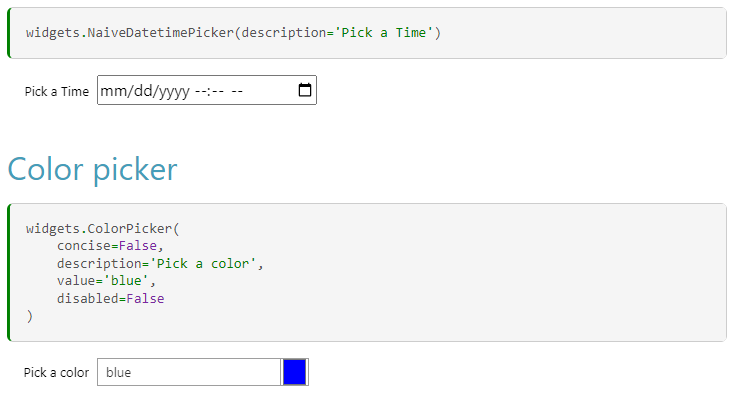 widgets.NaiveDatetimePicker(description='Pick a Time')
Pick a Time mm/dd/yyyy --:-- --
Color picker
widgets.ColorPicker(
    concise=False,
    description='Pick a color',
    value='blue',
    disabled=False
)
Pick a color blue